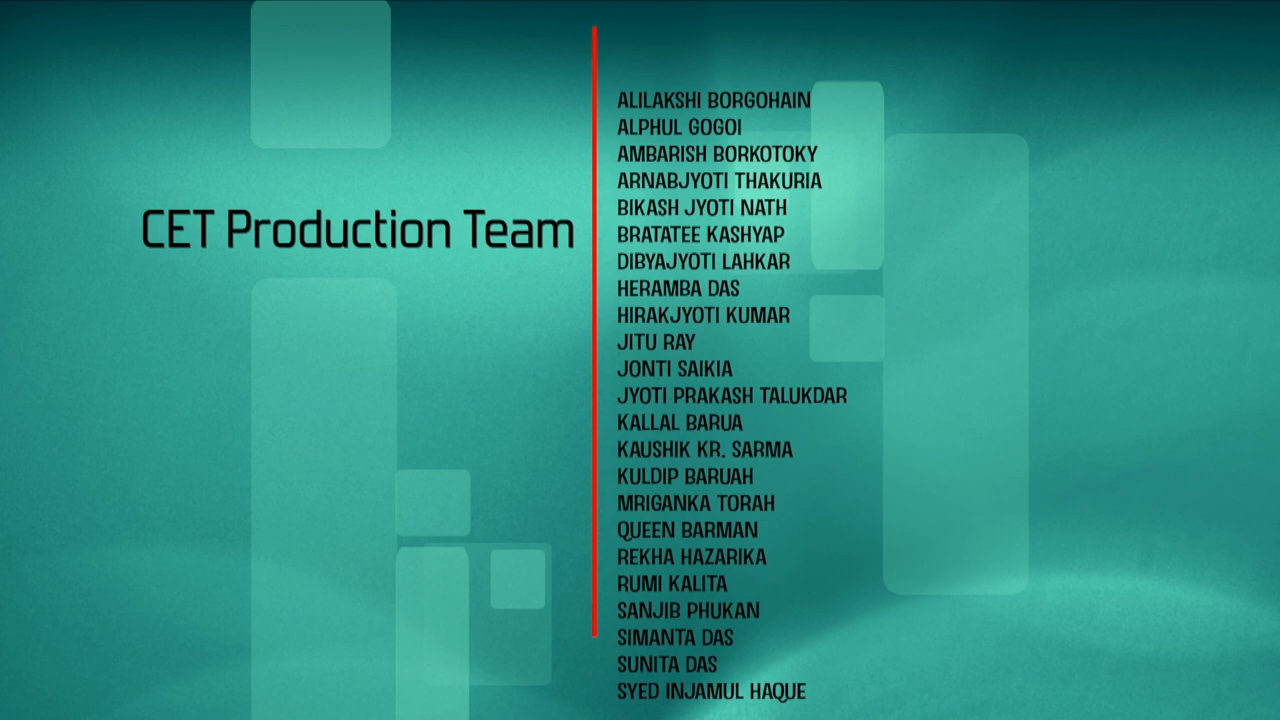 CET Production Team
ALILAKSHI BORGOHAIN
ALPHUL GOGOI
AMBARISH BORKOTOKY
ARNABJYOTI THAKURIA
BIKASH JYOTI NATH
BRATATEE KASHYAP
DIBYAJYOTI LAHKAR
HERAMBA DAS
HIRAKJYOTI KUMAR
JITU RAY
JONTI SAIKIA
JYOTI PRAKASH TALUKDAR
KALLAL BARUA
KAUSHIK KR. SARMA
KULDIP BARUAH
MRIGANKA TORAH
QUEEN BARMAN
REKHA HAZARIKA
RUMI KALITA
SANJIB PHUKAN
SIMANTA DAS
SUNITA DAS
SYED INJAMUL HAQUE